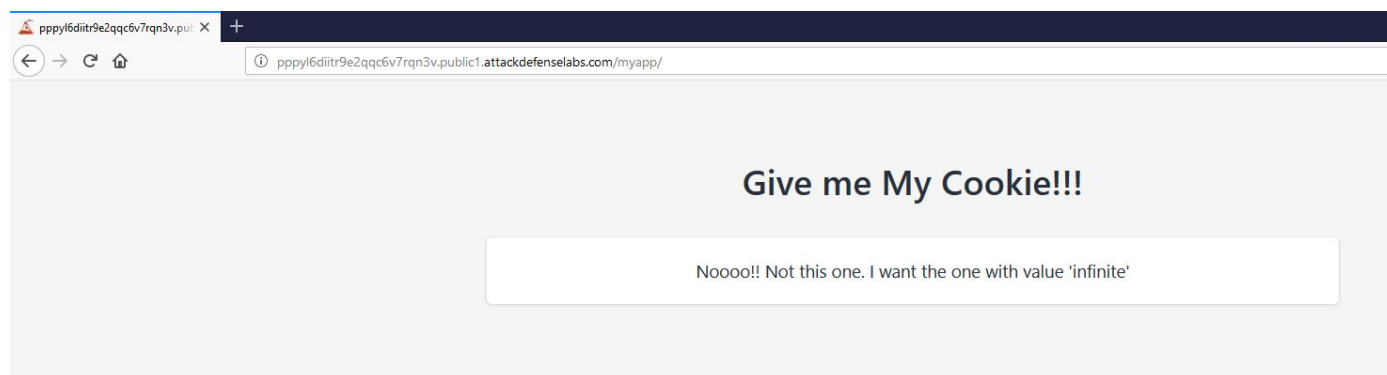 pppyl6diitr9e2qqc6v7rqn3v.pub
pppyl6diitr9e2qqc6v7rqn3v.public1.attackdefenselabs.com/myapp/
Give me My Cookie!!!
Noooo!! Not this one. I want the one with value 'infinite'